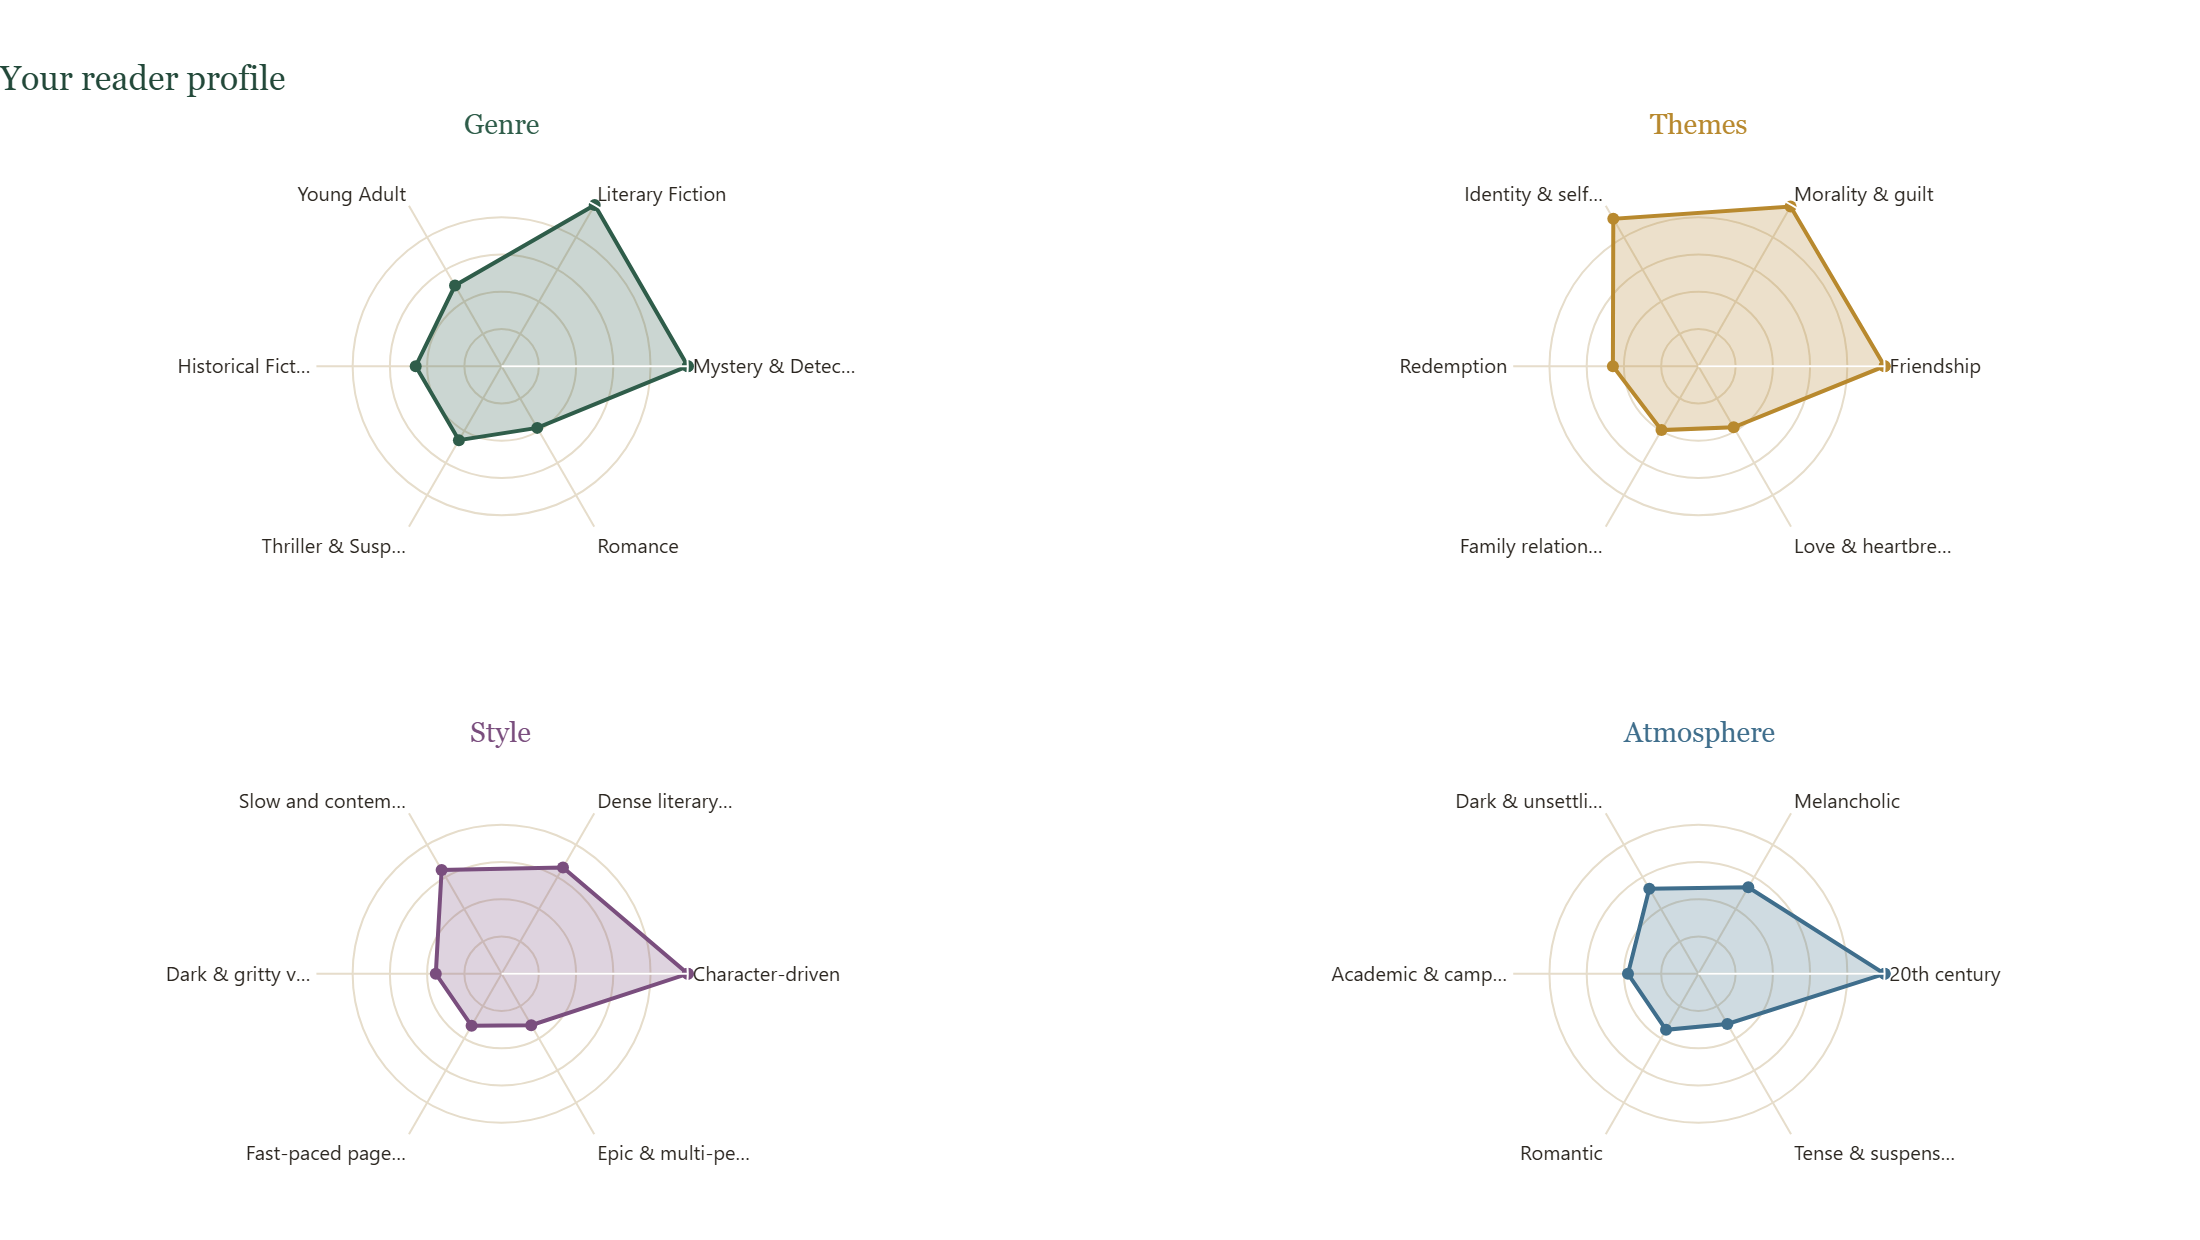 Your reader profile
Genre
Young Adult
Literary Fiction
Historical Fict...
Mystery & Detec...
Thriller & Susp...
Romance
Themes
Identity & self...
Morality & guilt
Redemption
Friendship
Family relation...
Love & heartbre...
Style
Slow and contem...
Dense literary...
Dark & gritty v...
Character-driven
Fast-paced page...
Epic & multi-pe...
Atmosphere
Dark & unsettli...
Melancholic
Academic & camp...
20th century
Romantic
Tense & suspens...